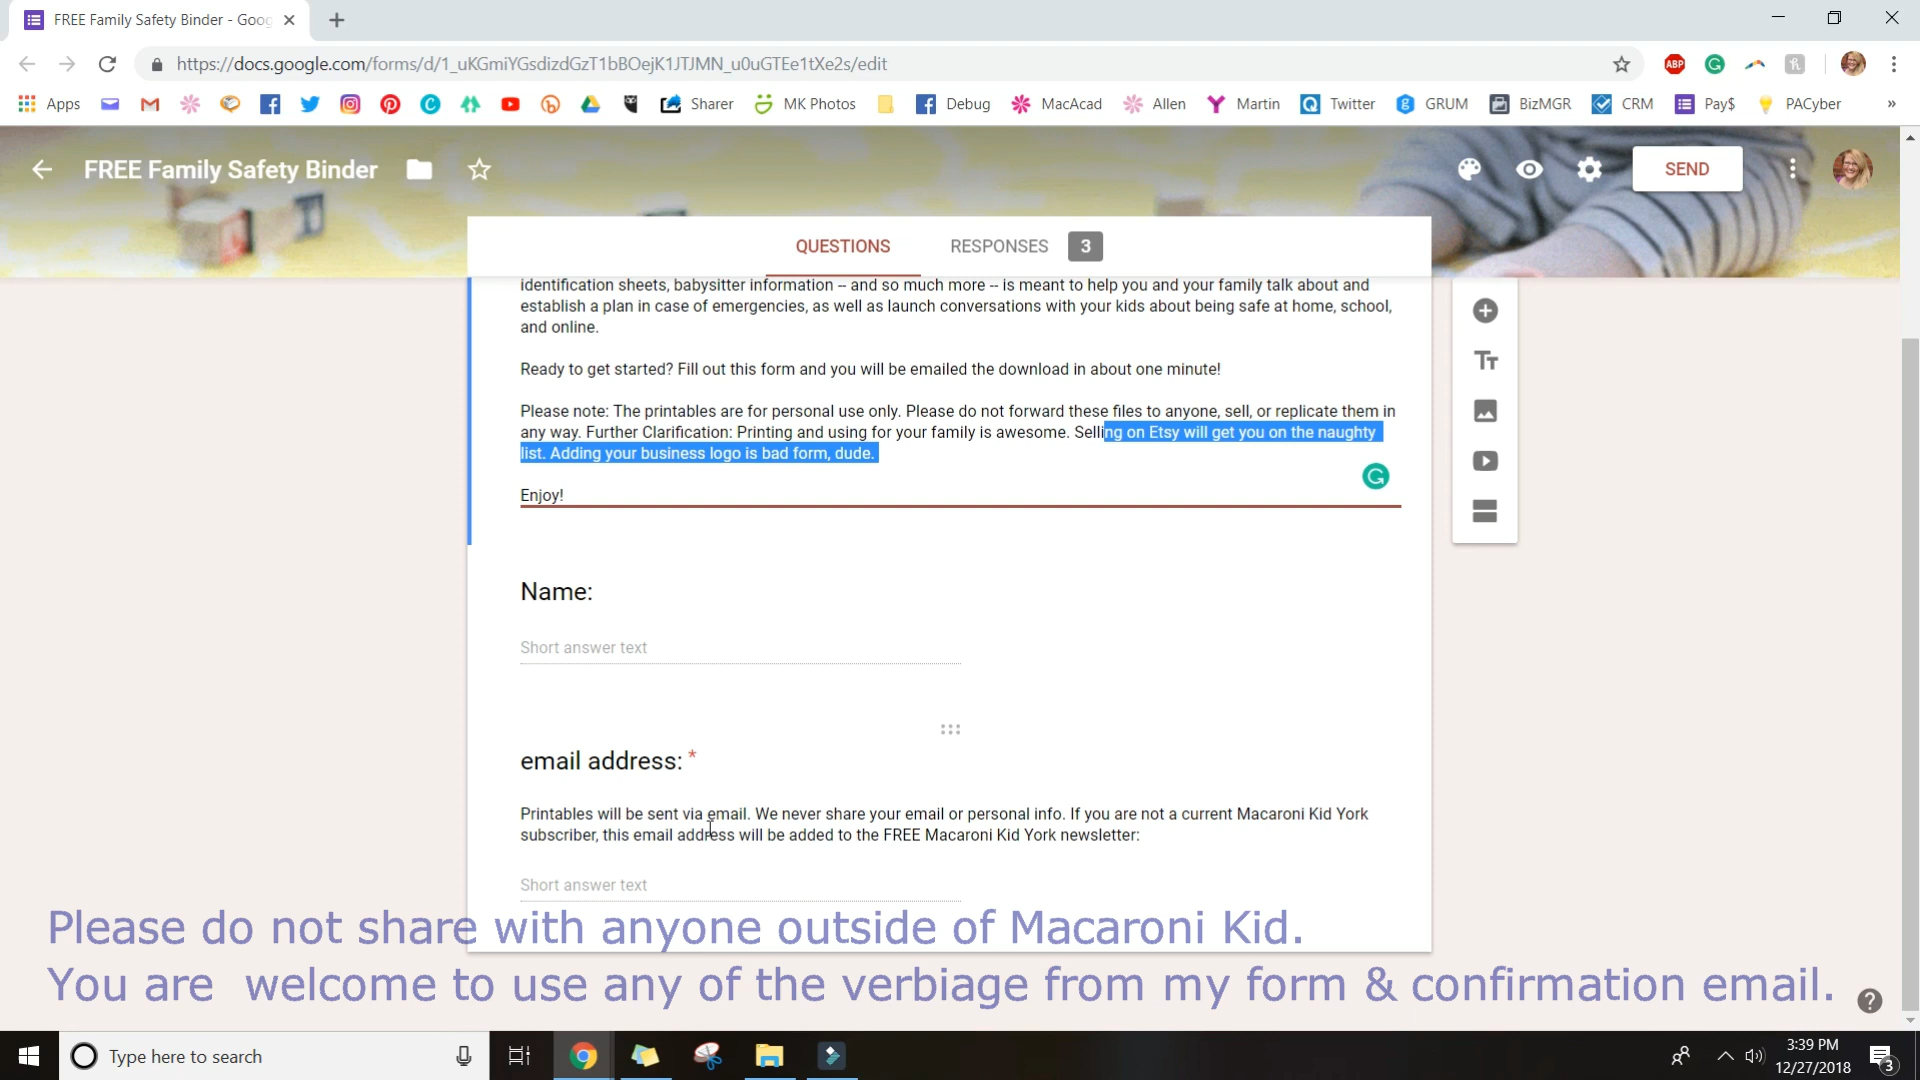 FREE Family Safety Binder - Goog
https://docs.google.com/forms/d/1_uKGmiYGsdizdGzT1bBOejK1JTJMN_u0uGTEe1tXe2s/edit
ABP
Apps Sharer MK Photos Debug MacAcad Allen Martin Twitter GRUM BizMGR CRM Pay$ PACyber »
FREE Family Safety Binder
SEND
QUESTIONS RESPONSES 3
identification sheets, babysitter information -- and so much more -- is meant to help you and your family talk about and
establish a plan in case of emergencies, as well as launch conversations with your kids about being safe at home, school,
and online.
Ready to get started? Fill out this form and you will be emailed the download in about one minute!
Please note: The printables are for personal use only. Please do not forward these files to anyone, sell, or replicate them in
any way. Further Clarification: Printing and using for your family is awesome. Selling on Etsy will get you on the naughty
list. Adding your business logo is bad form, dude.
Enjoy!
Name:
Short answer text
email address: *
Printables will be sent via email. We never share your email or personal info. If you are not a current Macaroni Kid York
subscriber, this email address will be added to the FREE Macaroni Kid York newsletter:
Short answer text
Please do not share with anyone outside of Macaroni Kid.
You are welcome to use any of the verbiage from my form & confirmation email.
Type here to search
3:39 PM
12/27/2018
3